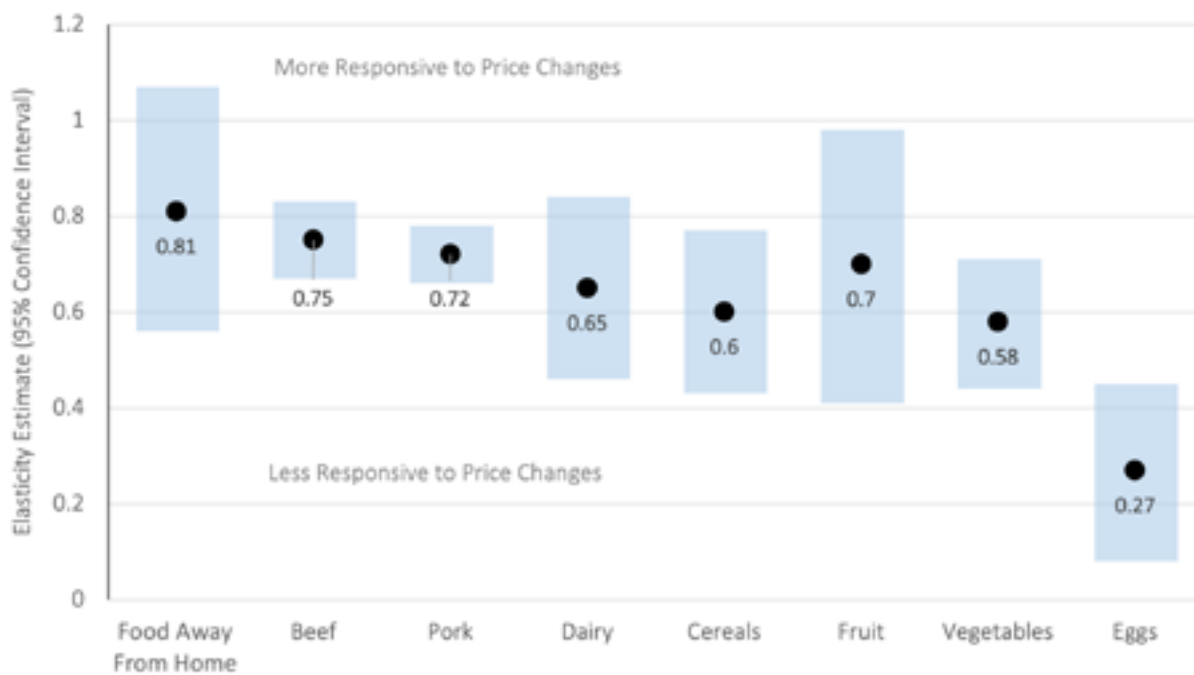 Elasticity Estimate (95% Confidence Interval)
1.2
1
0.8
0.6
0.4
0.2
0
More Responsive to Price Changes
Less Responsive to Price Changes
0.81
0.75
0.72
0.65
0.6
0.7
0.58
0.27
Food Away
From Home
Beef
Pork
Dairy
Cereals
Fruit
Vegetables
Eggs